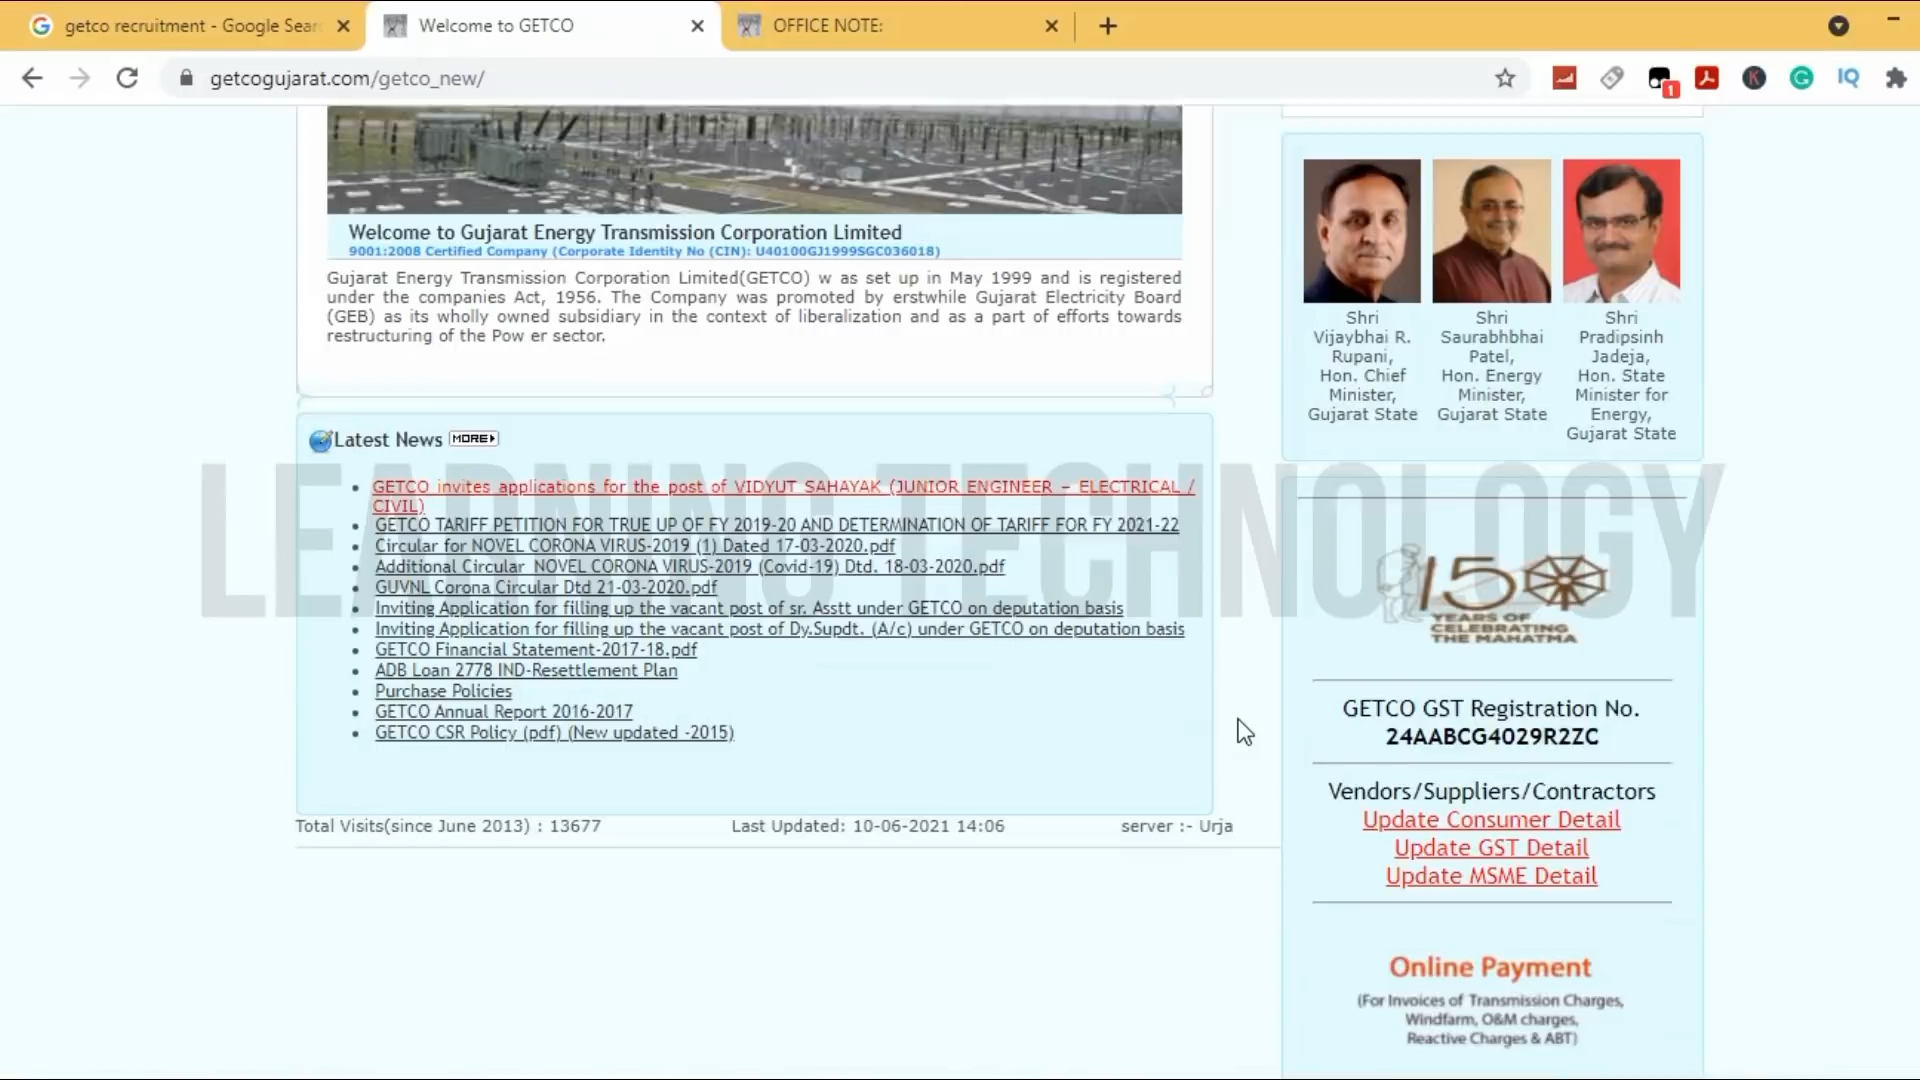 getco recruitment - Google Sear
Welcome to GETCO
OFFICE NOTE:
getcogujarat.com/getco_new/
1
IQ
Welcome to Gujarat Energy Transmission Corporation Limited
9001:2008 Certified Company (Corporate Identity No (CIN): U40100GJ1999SGC036018)
Gujarat Energy Transmission Corporation Limited(GETCO) w as set up in May 1999 and is registered
under the companies Act, 1956. The Company was promoted by erstwhile Gujarat Electricity Board
(GEB) as its wholly owned subsidiary in the context of liberalization and as a part of efforts towards
restructuring of the Pow er sector.
Latest News MORE
GETCO invites applications for the post of VIDYUT SAHAYAK (JUNIOR ENGINEER – ELECTRICAL /
CIVIL)
GETCO TARIFF PETITION FOR TRUE UP OF FY 2019-20 AND DETERMINATION OF TARIFF FOR FY 2021-22
Circular for NOVEL CORONA VIRUS-2019 (1) Dated 17-03-2020.pdf
Additional Circular NOVEL CORONA VIRUS-2019 (Covid-19) Dtd. 18-03-2020.pdf
GUVNL Corona Circular Dtd 21-03-2020.pdf
Inviting Application for filling up the vacant post of sr. Asstt under GETCO on deputation basis
Inviting Application for filling up the vacant post of Dy.Supdt. (A/c) under GETCO on deputation basis
GETCO Financial Statement-2017-18.pdf
ADB Loan 2778 IND-Resettlement Plan
Purchase Policies
GETCO Annual Report 2016-2017
GETCO CSR Policy (pdf) (New updated -2015)
Total Visits(since June 2013) : 13677
Last Updated: 10-06-2021 14:06
server :- Urja
LEARNING TECHNOLOGY
Shri
Vijaybhai R.
Rupani,
Hon. Chief
Minister,
Gujarat State
Shri
Saurabhbhai
Patel,
Hon. Energy
Minister,
Gujarat State
Shri
Pradipsinh
Jadeja,
Hon. State
Minister for
Energy,
Gujarat State
150
YEARS OF
CELEBRATING
THE MAHATMA
GETCO GST Registration No.
24AABCG4029R2ZC
Vendors/Suppliers/Contractors
Update Consumer Detail
Update GST Detail
Update MSME Detail
Online Payment
(For Invoices of Transmission Charges,
Windfarm, O&M charges,
Reactive Charges & ABT)